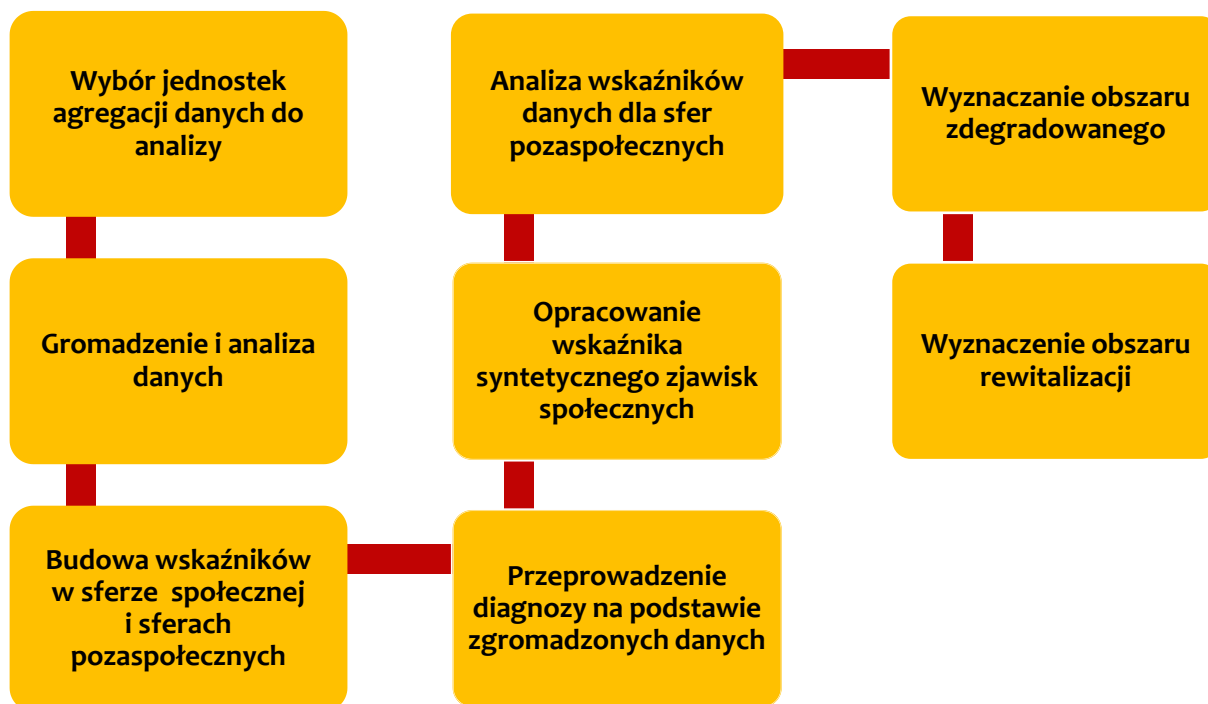 Wybór jednostek
agregacji danych do
analizy
Gromadzenie i analiza
danych
Budowa wskaźników
w sferze społecznej
i sferach
pozaspołecznych
Przeprowadzenie
diagnozy na podstawie
zgromadzonych danych
Opracowanie
wskaźnika
syntetycznego zjawisk
społecznych
Analiza wskaźników
danych dla sfer
pozaspołecznych
Wyznaczanie obszaru
zdegradowanego
Wyznaczenie obszaru
rewitalizacji